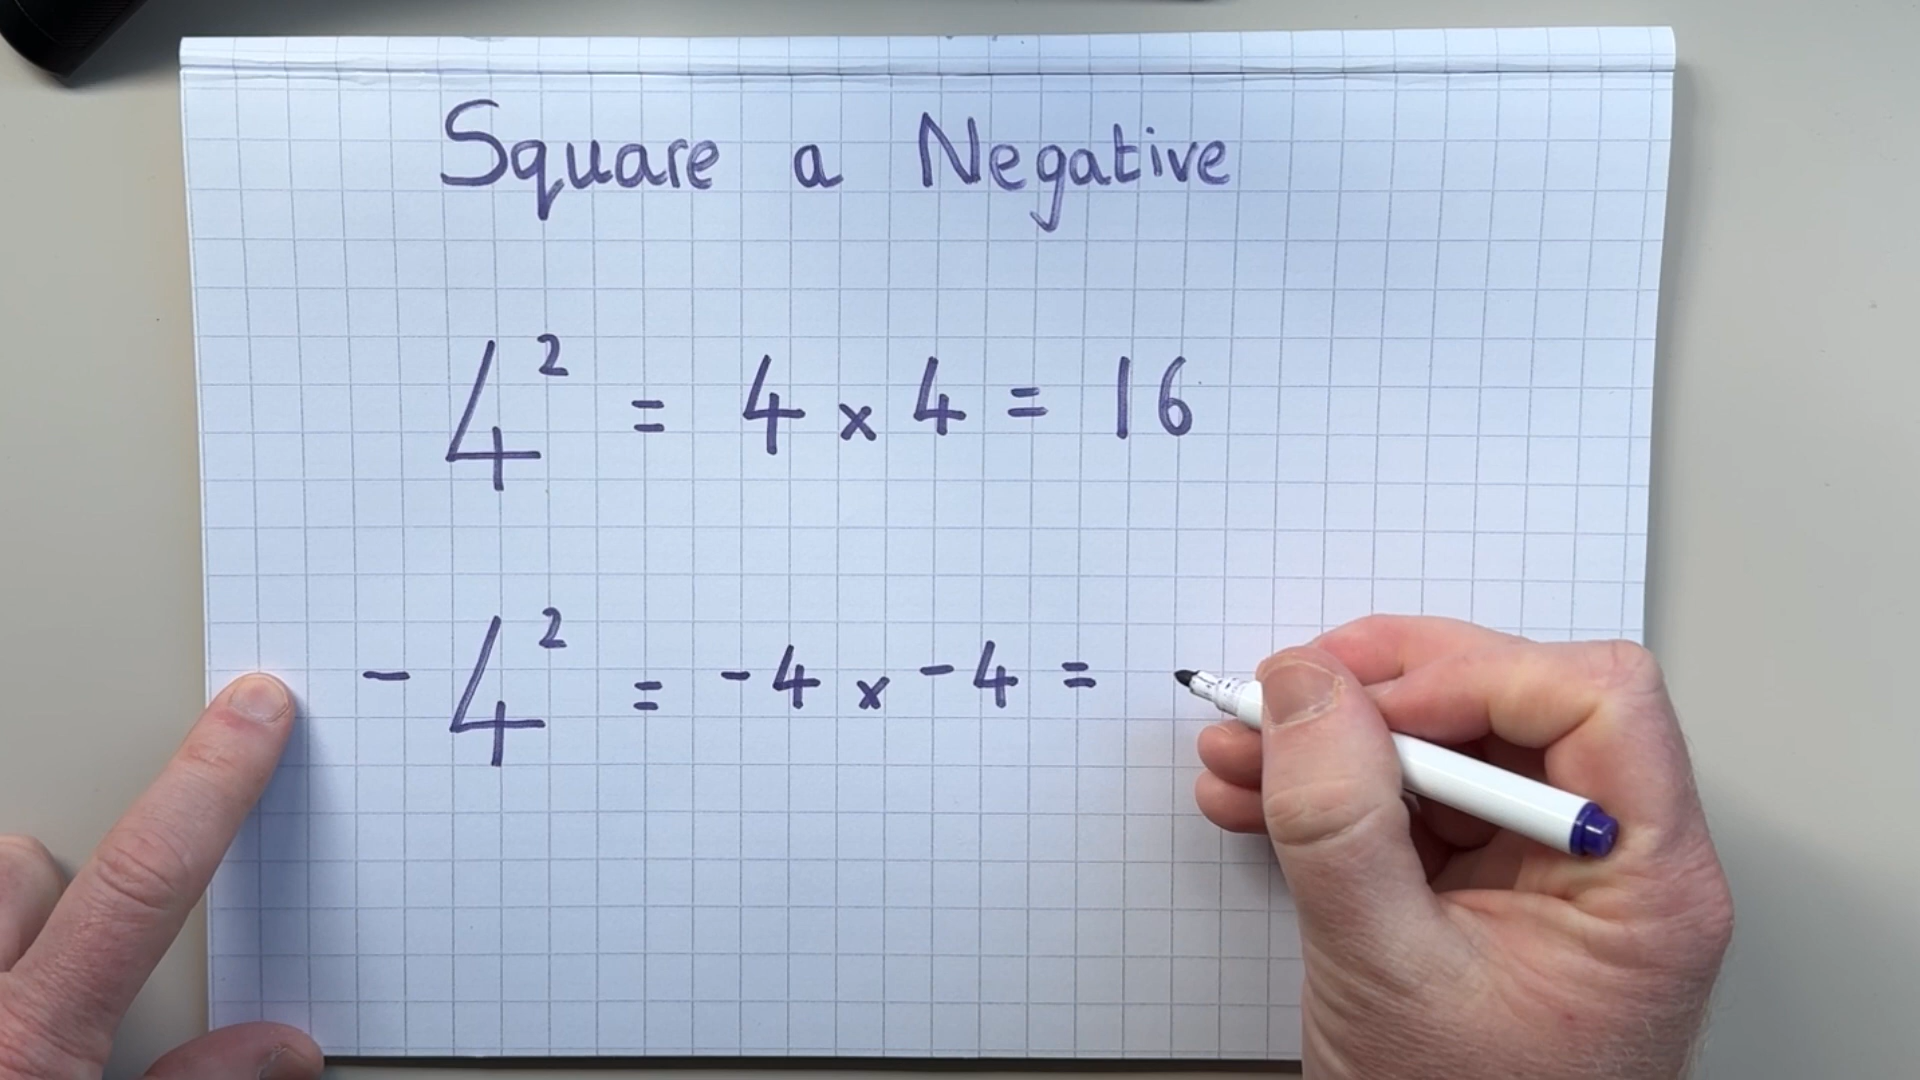 Square a Negative
4² = 4 x 4 = 16
-4² = -4 x -4 =